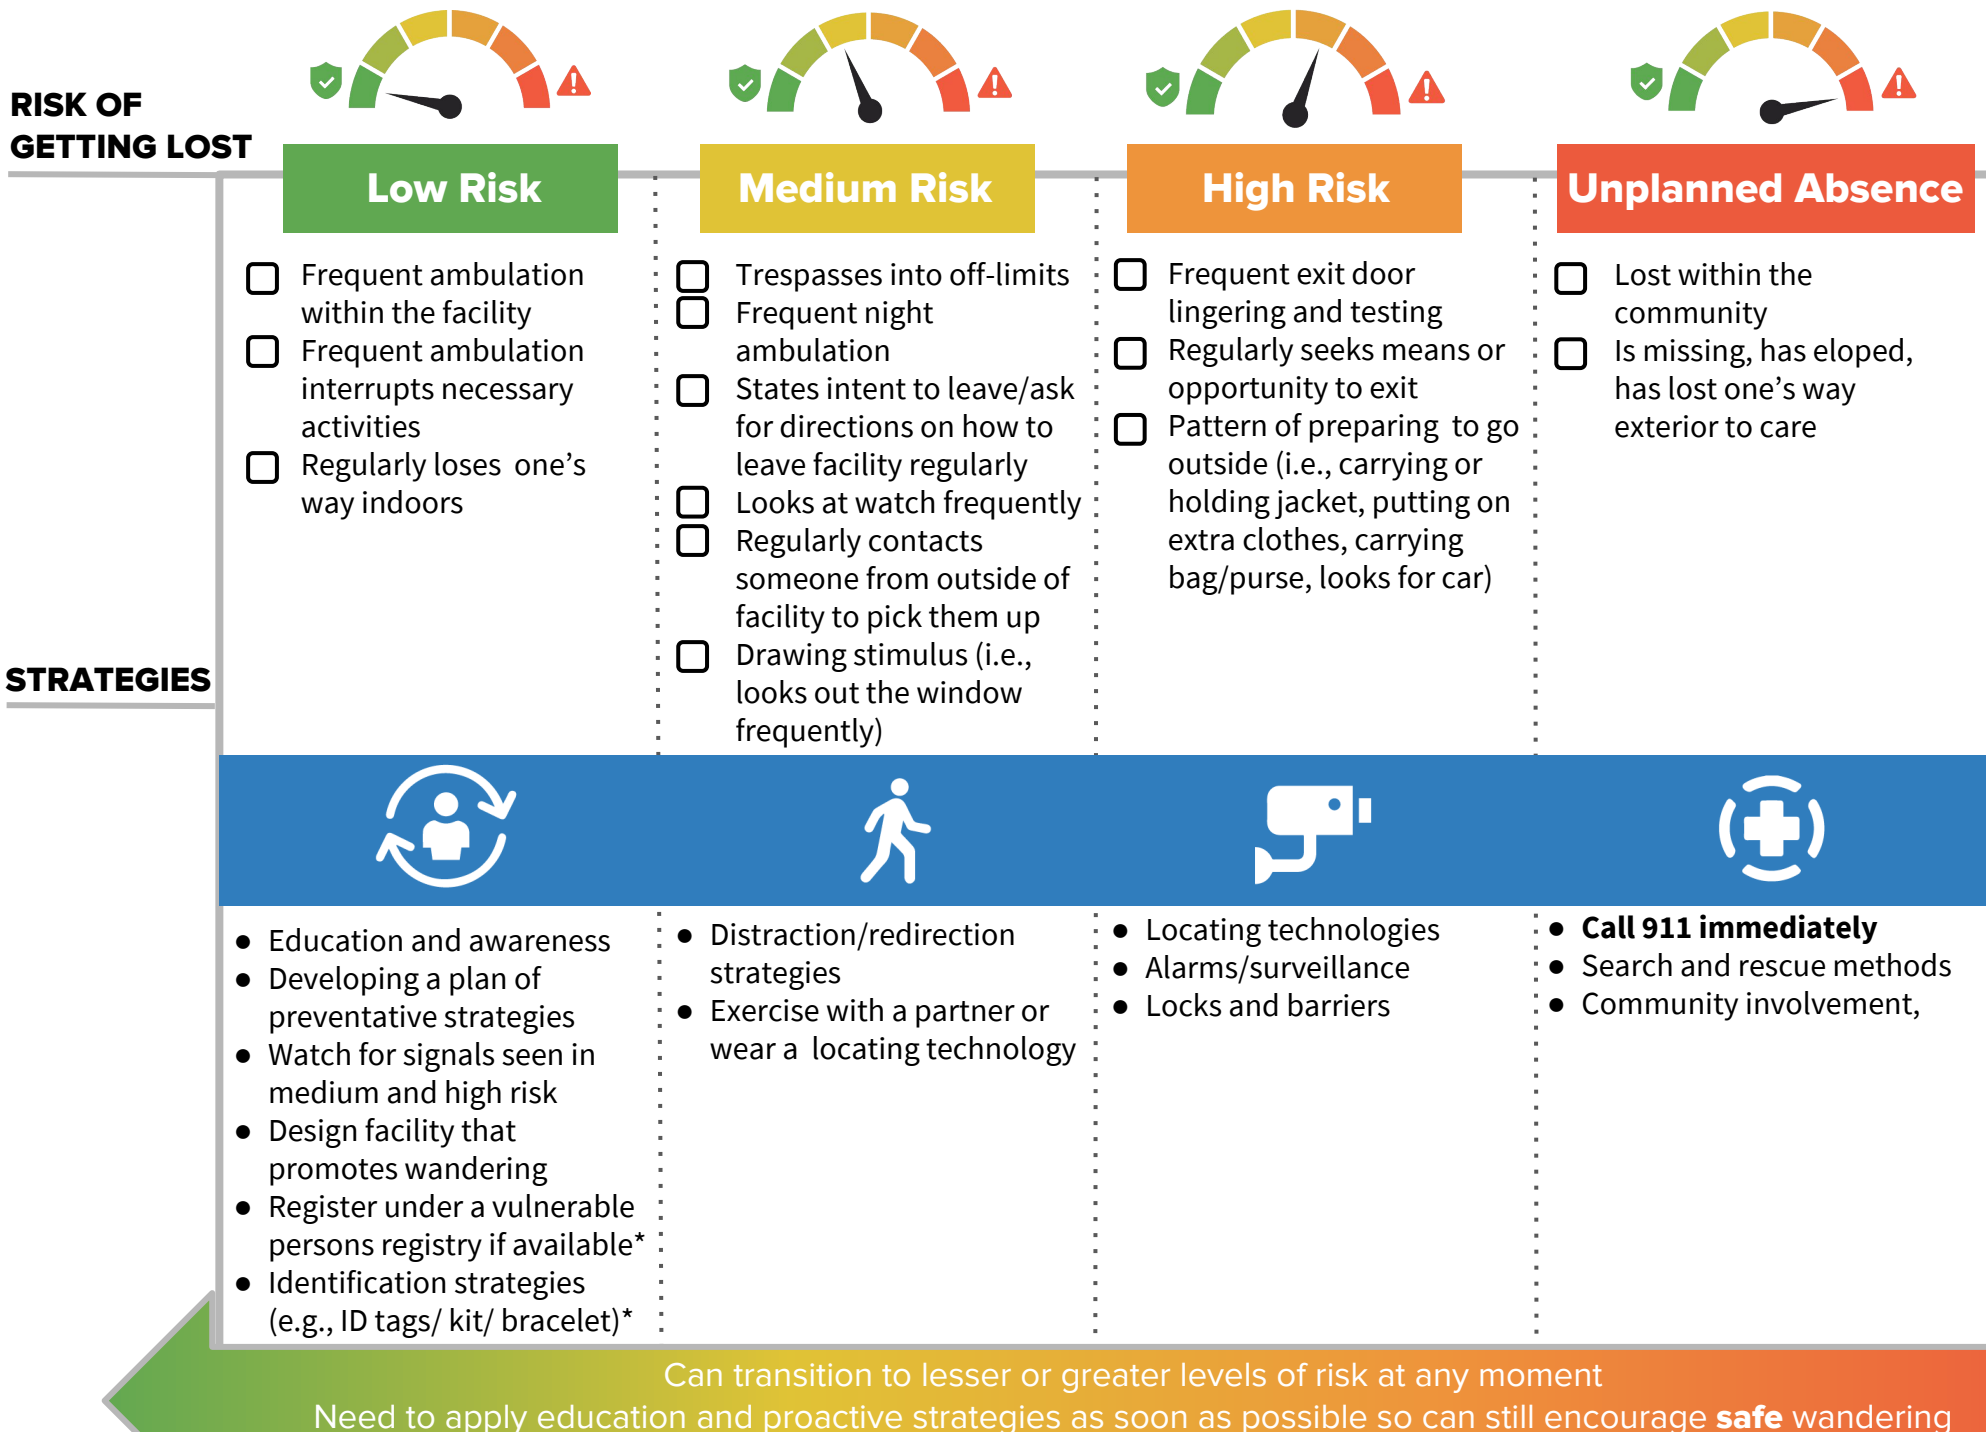 RISK OF
GETTING LOST
Low Risk
Medium Risk
High Risk
Unplanned Absence
Frequent ambulation
within the facility
Frequent ambulation
interrupts necessary
activities
Regularly loses one's
way indoors
Trespasses into off-limits
Frequent night
ambulation
States intent to leave/ask
for directions on how to
leave facility regularly
Looks at watch frequently
Regularly contacts
someone from outside of
facility to pick them up
Drawing stimulus (i.e.,
looks out the window
frequently)
Frequent exit door
lingering and testing
Regularly seeks means or
opportunity to exit
Pattern of preparing to go
outside (i.e., carrying or
holding jacket, putting on
extra clothes, carrying
bag/purse, looks for car)
Lost within the
community
Is missing, has eloped,
has lost one's way
exterior to care
STRATEGIES
● Education and awareness
● Developing a plan of
preventative strategies
● Watch for signals seen in
medium and high risk
● Design facility that
promotes wandering
● Register under a vulnerable
persons registry if available*
● Identification strategies
(e.g., ID tags/ kit/ bracelet)*
● Distraction/redirection
strategies
● Exercise with a partner or
wear a locating technology
● Locating technologies
● Alarms/surveillance
● Locks and barriers
● Call 911 immediately
● Search and rescue methods
● Community involvement,
Can transition to lesser or greater levels of risk at any moment
Need to apply education and proactive strategies as soon as possible so can still encourage safe wandering